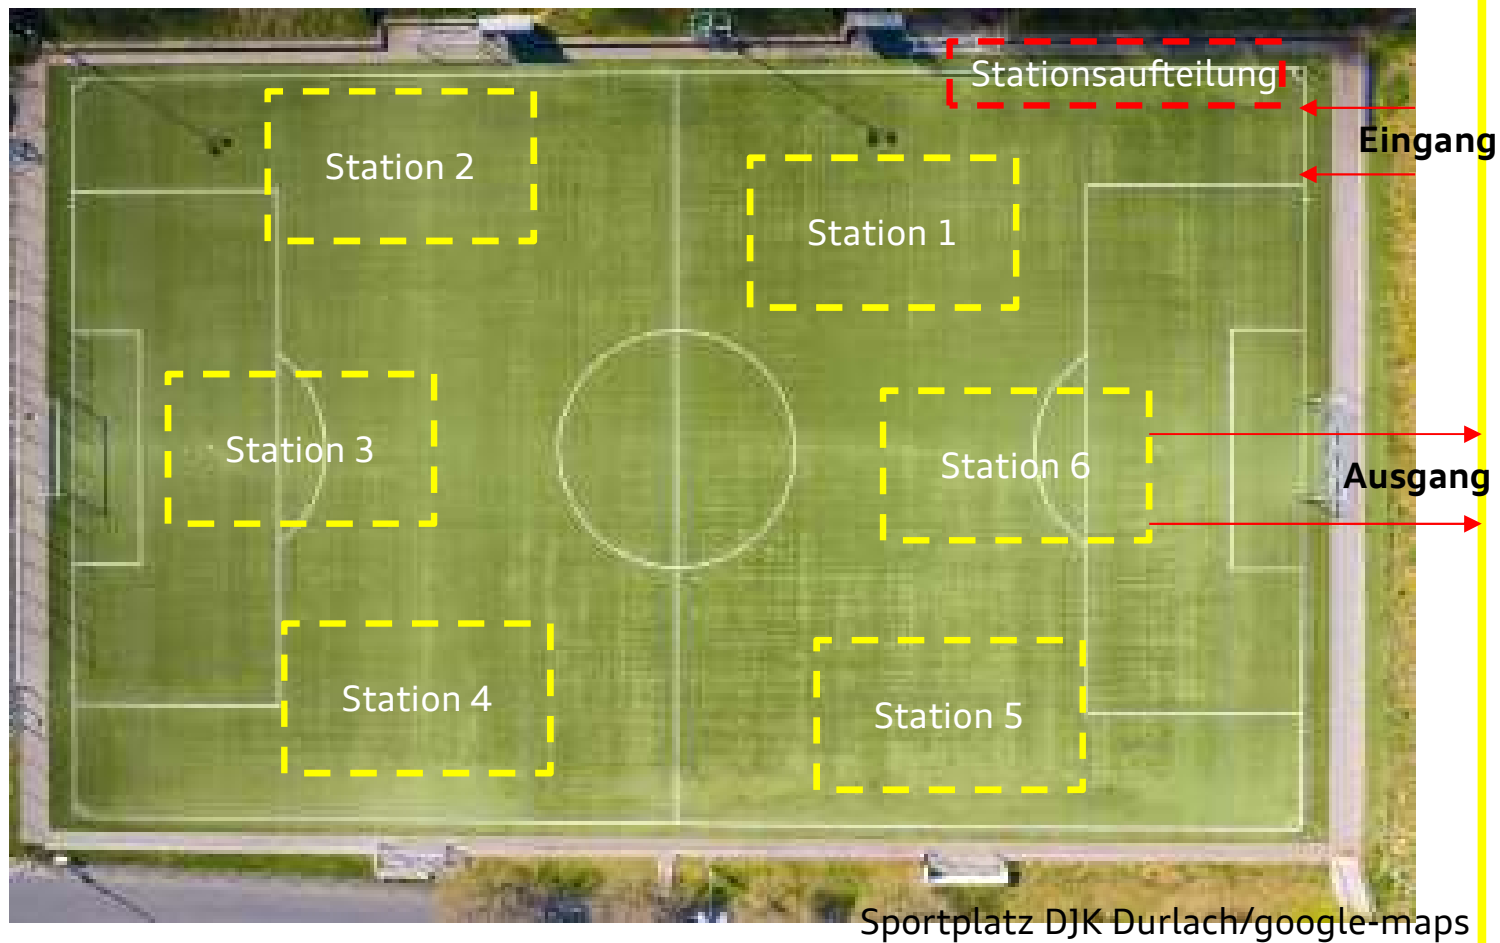 Stationsaufteilung
Eingang
Station 2
Station 1
Station 3
Station 6
Ausgang
Station 4
Station 5
Sportplatz DJK Durlach/google-maps